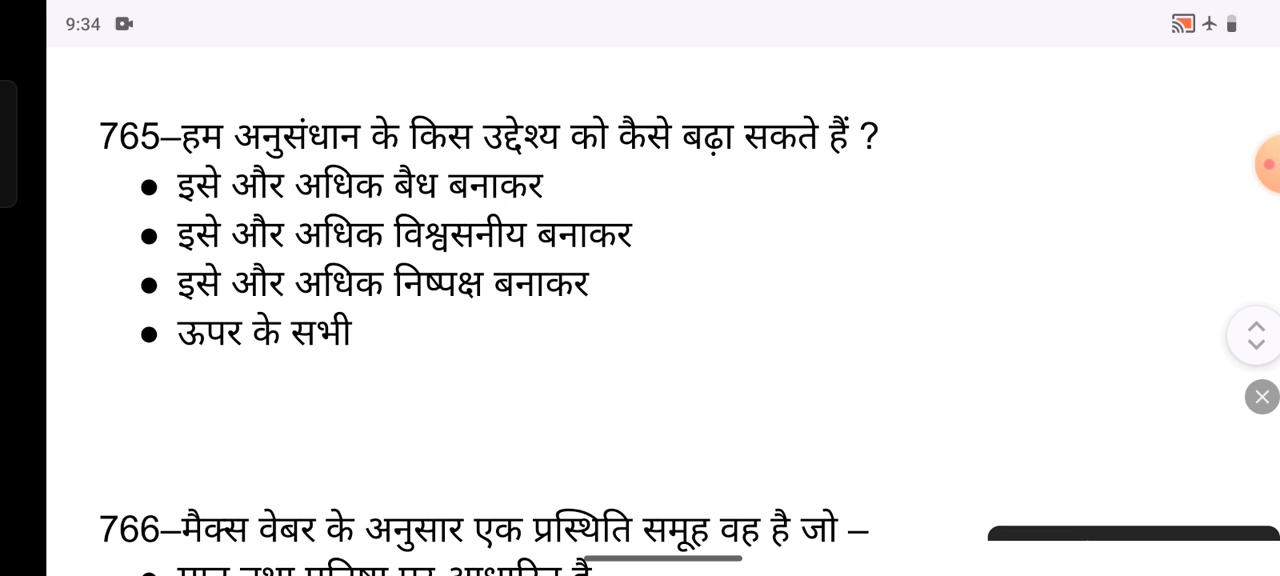 9:34
765–हम अनुसंधान के किस उद्देश्य को कैसे बढ़ा सकते हैं ?
● इसे और अधिक बैध बनाकर
● इसे और अधिक विश्वसनीय बनाकर
● इसे और अधिक निष्पक्ष बनाकर
● ऊपर के सभी
766–मैक्स वेबर के अनुसार एक प्रस्थिति समूह वह है जो –